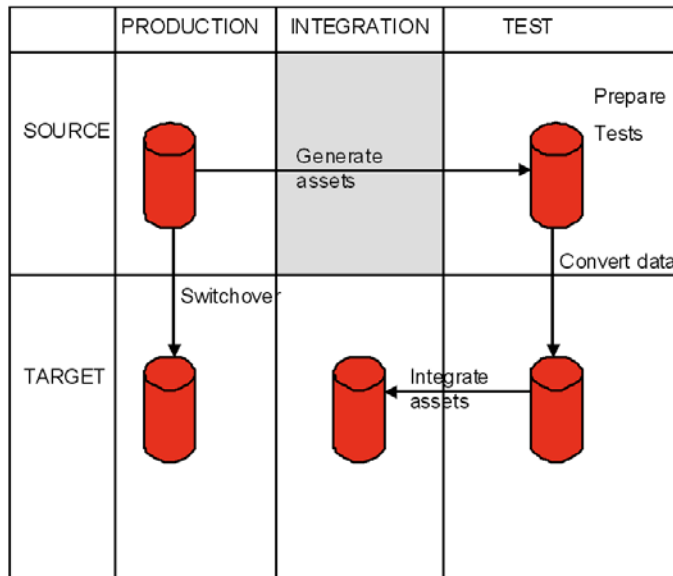 PRODUCTION
INTEGRATION
TEST
SOURCE
Prepare
Tests
Generate
assets
Convert data
Switchover
TARGET
Integrate
assets